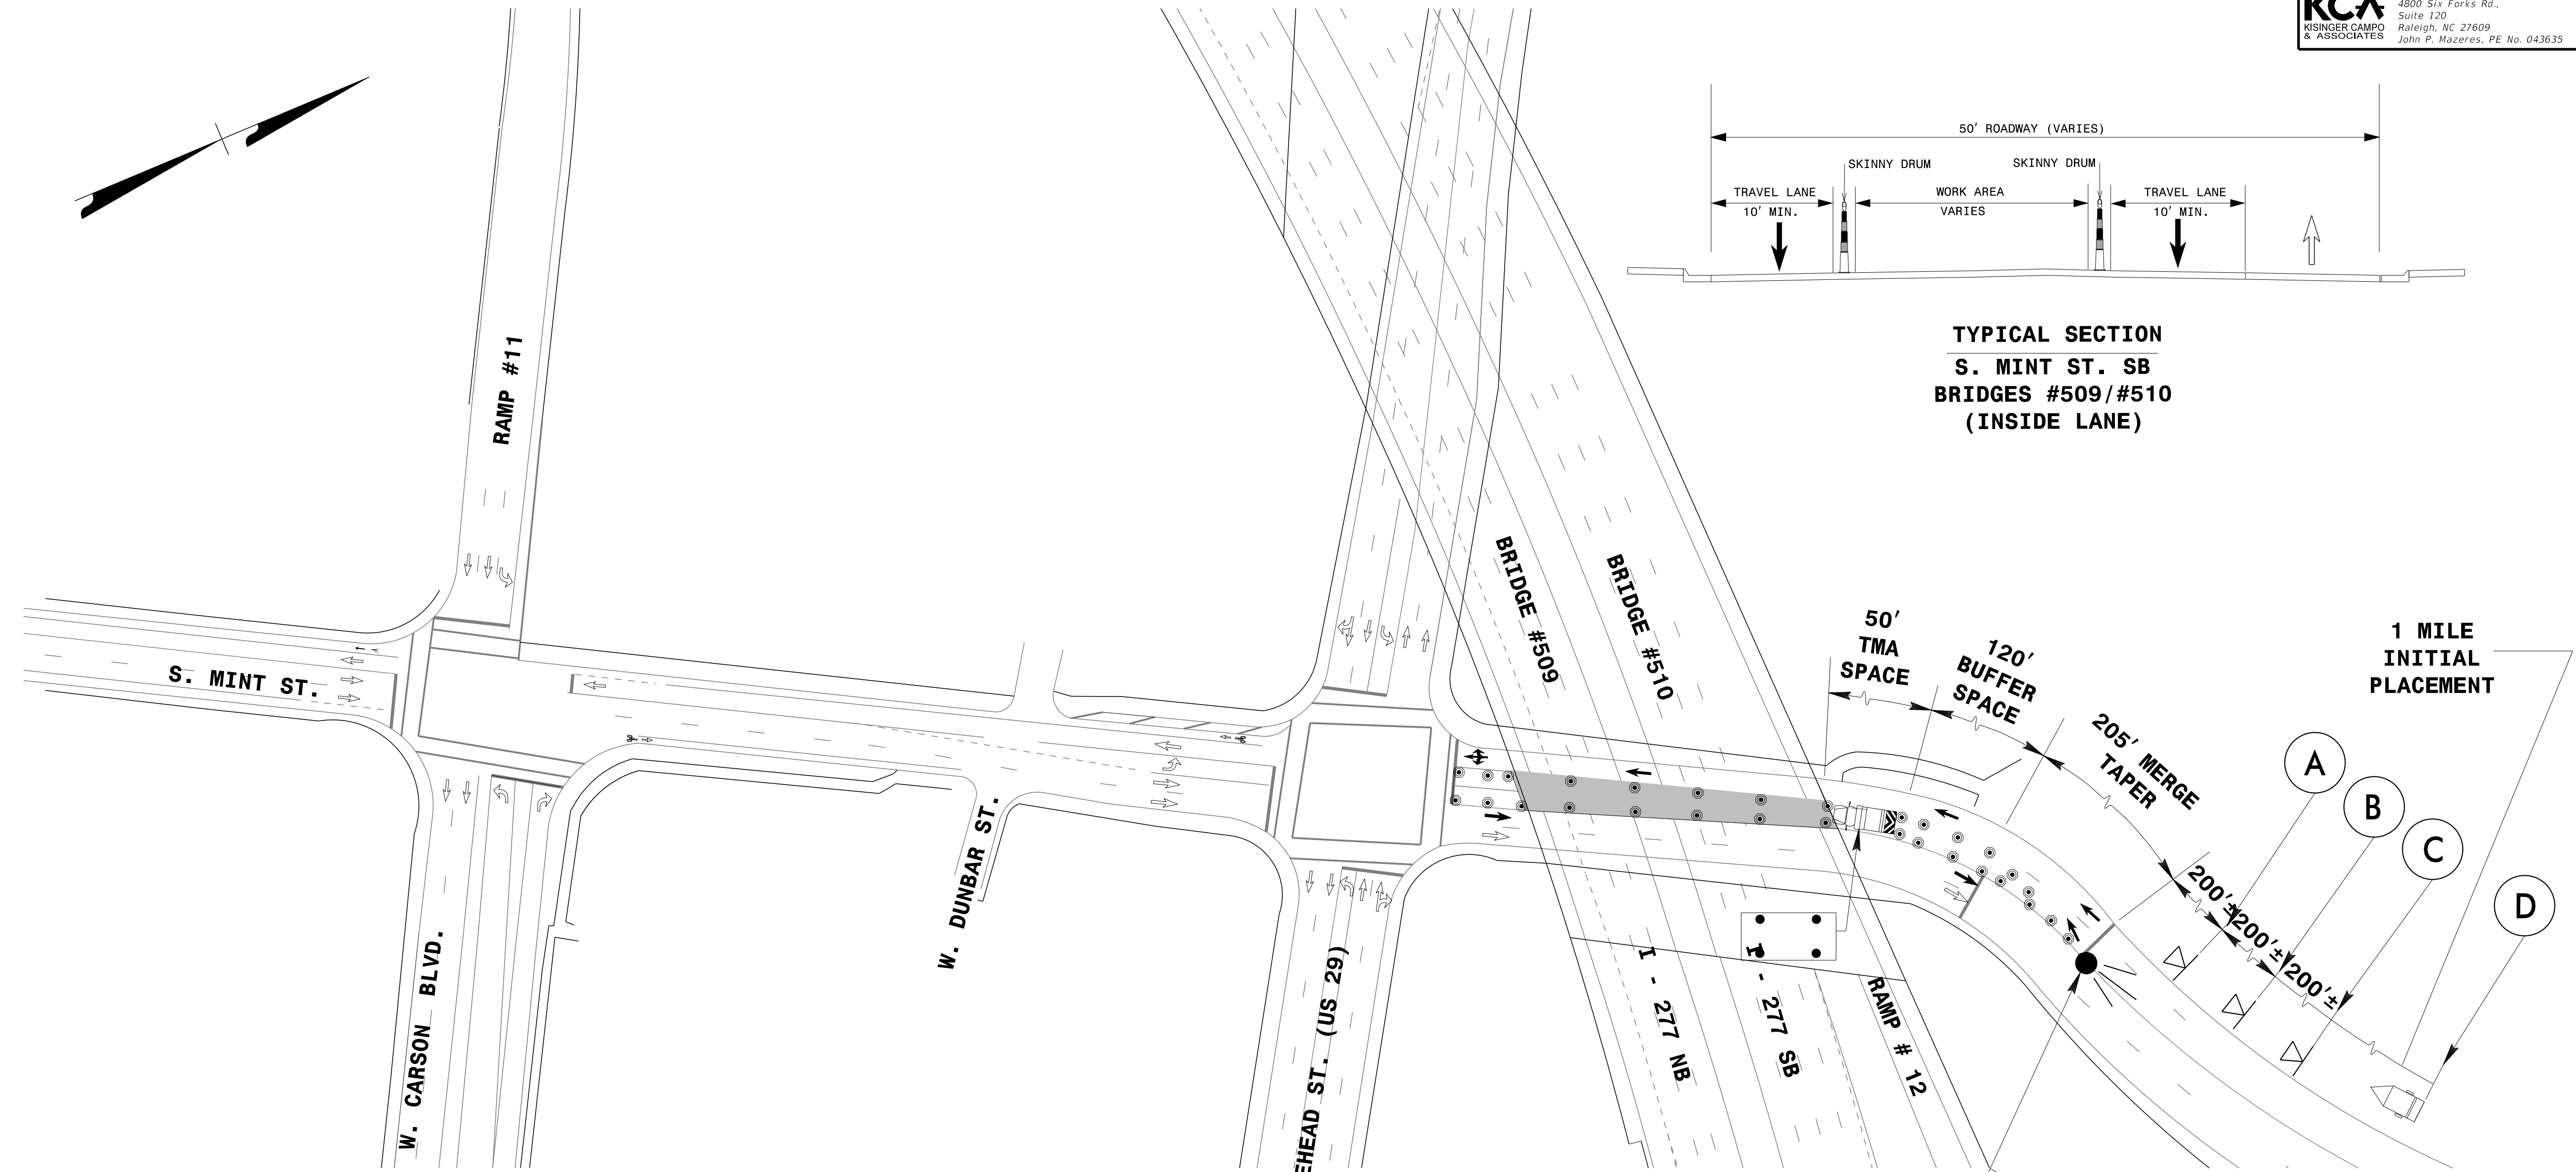 KCA
KISINGER CAMPO
& ASSOCIATES
4800 Six Forks Rd.,
Suite 120
Raleigh, NC 27609
John P. Mazeres, PE No. 043635
50' ROADWAY (VARIES)
SKINNY DRUM
SKINNY DRUM
TRAVEL LANE
10' MIN.
WORK AREA
VARIES
TRAVEL LANE
10' MIN.
TYPICAL SECTION
S. MINT ST. SB
BRIDGES #509/#510
(INSIDE LANE)
RAMP #11
S. MINT ST.
W. CARSON BLVD.
W. DUNBAR ST.
EHEAD ST. (US 29)
BRIDGE #509
BRIDGE #510
I - 277 NB
I - 277 SB
RAMP # 12
50'
TMA
SPACE
120'
BUFFER
SPACE
205' MERGE
TAPER
200'±
200'±
200'±
A
B
C
D
1 MILE
INITIAL
PLACEMENT